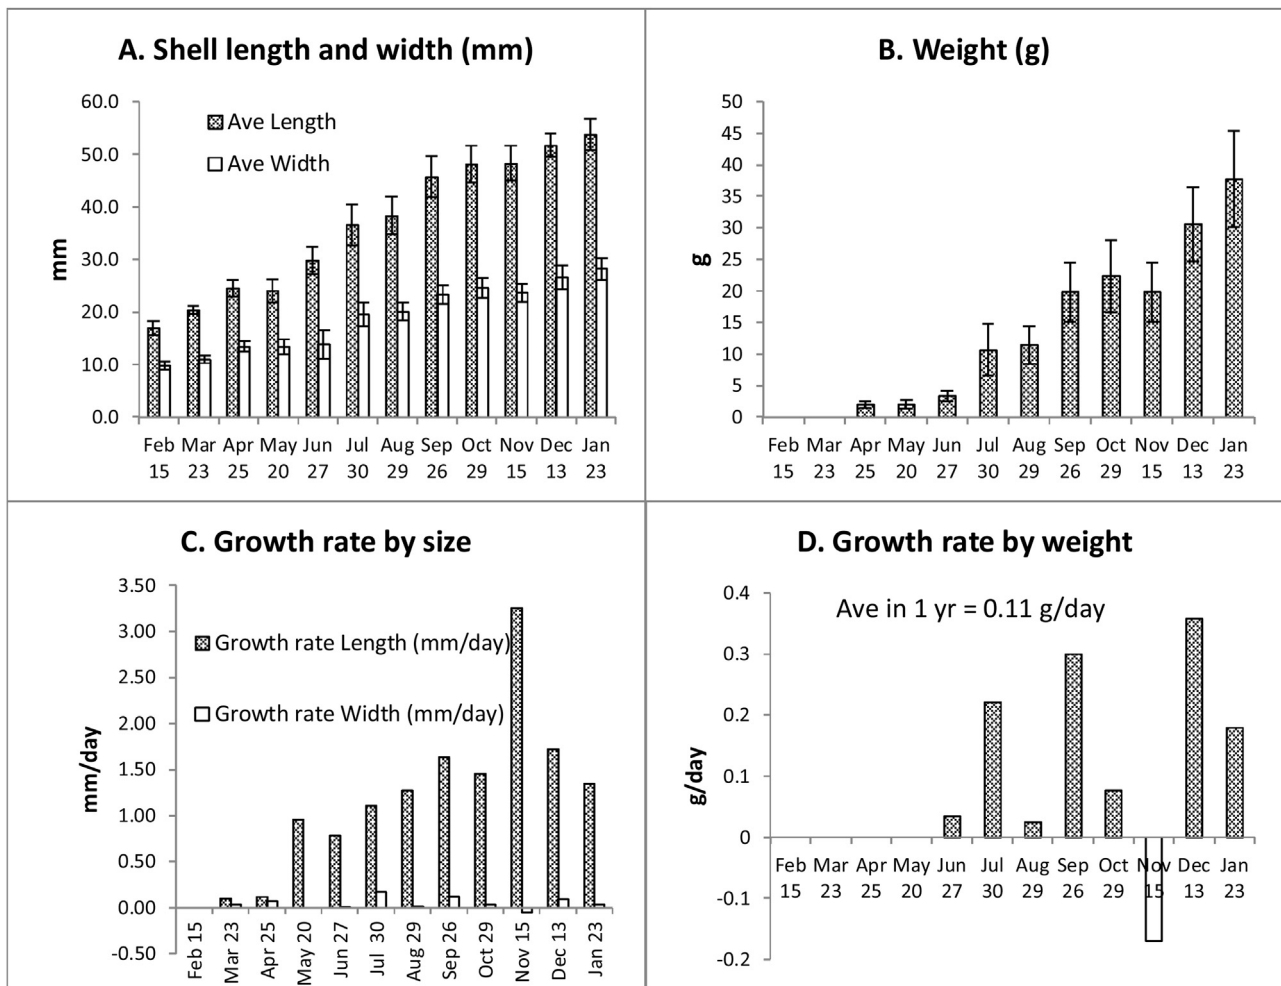 A. Shell length and width (mm)
60.0
50.0
40.0
30.0
20.0
10.0
0.0
mm
Ave Length
Ave Width
Feb Mar Apr May Jun Jul Aug Sep Oct Nov Dec Jan
15 23 25 20 27 30 29 26 29 15 13 23
B. Weight (g)
50
45
40
35
30
25
20
15
10
5
0
g
Feb Mar Apr May Jun Jul Aug Sep Oct Nov Dec Jan
15 23 25 20 27 30 29 26 29 15 13 23
C. Growth rate by size
3.50
3.00
2.50
2.00
1.50
1.00
0.50
0.00
-0.50
mm/day
Growth rate Length (mm/day)
Growth rate Width (mm/day)
Feb 15
Mar 23
Apr 25
May 20
Jun 27
Jul 30
Aug 29
Sep 26
Oct 29
Nov 15
Dec 13
Jan 23
D. Growth rate by weight
0.4
0.3
0.2
0.1
0
-0.1
-0.2
g/day
Ave in 1 yr = 0.11 g/day
Feb Mar Apr May Jun Jul Aug Sep Oct Nov Dec Jan
15 23 25 20 27 30 29 26 29 15 13 23